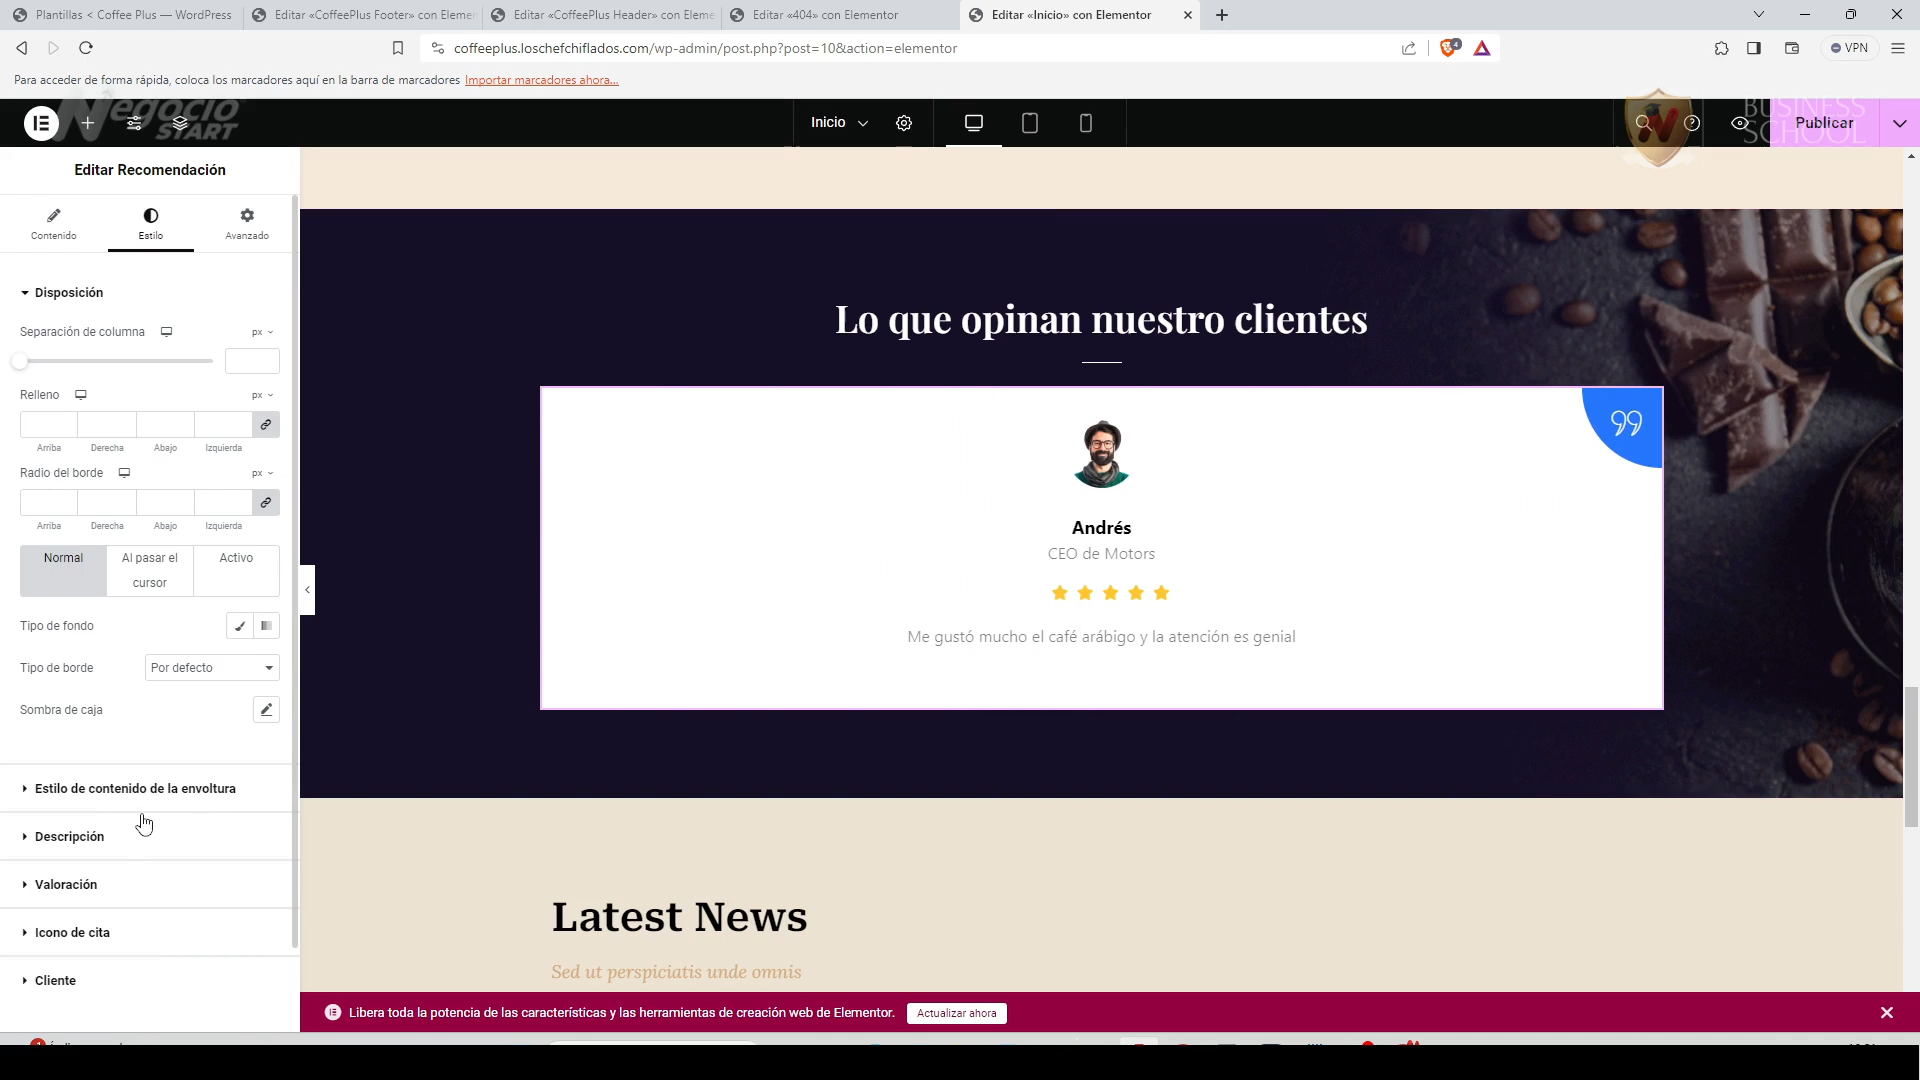 Plantillas < Coffee Plus — WordPress
Editar «CoffeePlus Footer» con Elemen
Editar «CoffeePlus Header» con Eleme
Editar «404» con Elementor
Editar «Inicio» con Elementor
coffeeplus.loschefchiflados.com/wp-admin/post.php?post=10&action=elementor
4
VPN
Para acceder de forma rápida, coloca los marcadores aquí en la barra de marcadores Importar marcadores ahora...
Negocio
START
Inicio
BUSINESS
SCHOOL
Publicar
Editar Recomendación
Contenido
Estilo
Avanzado
Disposición
Separación de columna
px
Relleno
px
Arriba
Derecha
Abajo
Izquierda
Radio del borde
px
Arriba
Derecha
Abajo
Izquierda
Normal
Al pasar el
cursor
Activo
Tipo de fondo
Tipo de borde
Por defecto
Sombra de caja
Estilo de contenido de la envoltura
Descripción
Valoración
Icono de cita
Cliente
Lo que opinan nuestro clientes
Andrés
CEO de Motors
Me gustó mucho el café arábigo y la atención es genial
Latest News
Sed ut perspiciatis unde omnis
Libera toda la potencia de las características y las herramientas de creación web de Elementor.
Actualizar ahora